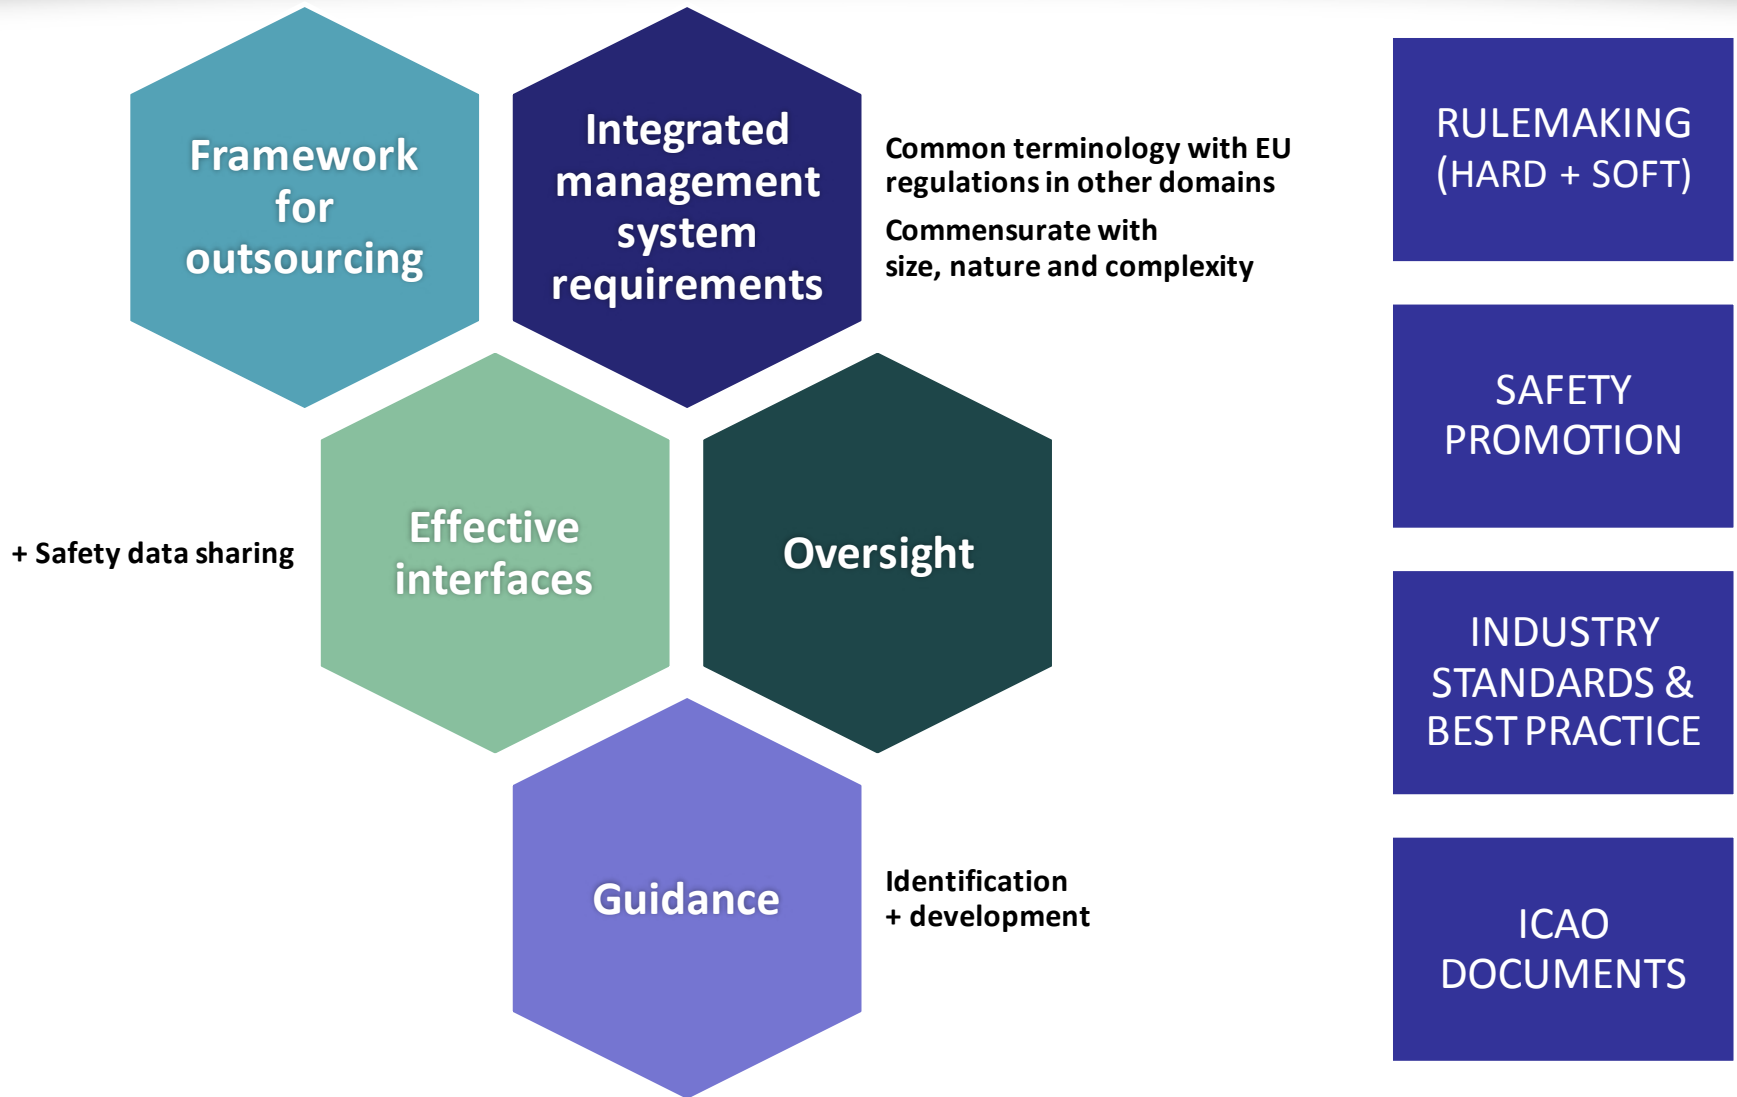 Framework
for
outsourcing
Integrated
management
system
requirements
Common terminology with EU
regulations in other domains
Commensurate with
size, nature and complexity
+ Safety data sharing
Effective
interfaces
Oversight
Guidance
Identification
+ development
RULEMAKING
(HARD + SOFT)
SAFETY
PROMOTION
INDUSTRY
STANDARDS &
BEST PRACTICE
ICAO
DOCUMENTS